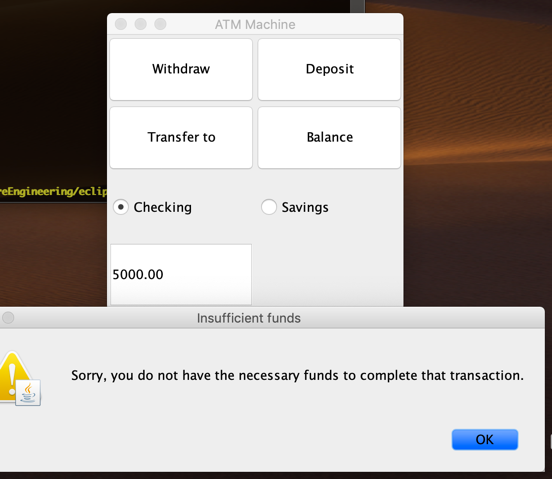 ATM Machine
Withdraw
Deposit
Transfer to
Balance
reEngineering/eclip
Checking
Savings
5000.00
Insufficient funds
Sorry, you do not have the necessary funds to complete that transaction.
OK